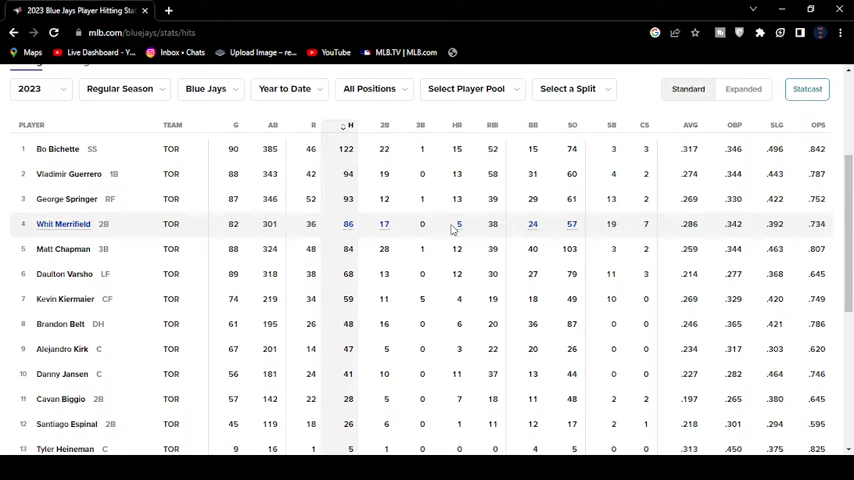 2023 Blue Jays Player Hitting Stat
mlb.com/bluejays/stats/hits
Maps Live Dashboard - Y... Inbox • Chats Upload Image – re... YouTube MLB.TV | MLB.com
2023 Regular Season Blue Jays Year to Date All Positions Select Player Pool Select a Split Standard Expanded Statcast
PLAYER TEAM G AB R H 2B 3B HR RBI BB SO SB CS AVG OBP SLG OPS
1 Bo Bichette SS TOR 90 385 46 122 22 1 15 52 15 74 3 3 .317 .346 .496 .842
2 Vladimir Guerrero 1B TOR 88 343 42 94 19 0 13 58 33 60 4 2 .274 .344 .443 .787
3 George Springer RF TOR 87 346 52 93 12 1 13 39 29 61 13 2 .269 .330 .422 .752
4 Whit Merrifield 2B TOR 82 301 36 86 17 0 5 38 24 57 19 7 .286 .342 .392 .734
5 Matt Chapman 3B TOR 88 324 44 84 28 1 12 39 40 103 3 2 .259 .344 .463 .807
6 Daulton Varsho LF TOR 89 318 38 68 13 0 12 33 27 79 11 3 .214 .277 .368 .645
7 Kevin Kiermaier CF TOR 74 219 34 59 11 5 4 19 18 49 10 0 .269 .329 .420 .749
8 Brandon Belt DH TOR 61 195 26 48 16 0 6 20 36 87 0 0 .246 .365 .421 .786
9 Alejandro Kirk C TOR 67 201 14 47 5 0 3 22 20 26 0 0 .234 .317 .303 .620
10 Danny Jansen C TOR 56 181 24 41 10 0 11 37 13 44 0 0 .227 .282 .464 .746
11 Cavan Biggio 2B TOR 57 142 22 28 5 0 7 18 11 48 2 2 .197 .265 .380 .645
12 Santiago Espinal 2B TOR 45 119 18 26 6 0 1 11 12 17 2 1 .218 .301 .294 .595
13 Tyler Heineman C TOR 9 16 1 5 1 0 0 0 4 5 0 0 .313 .450 .375 .825